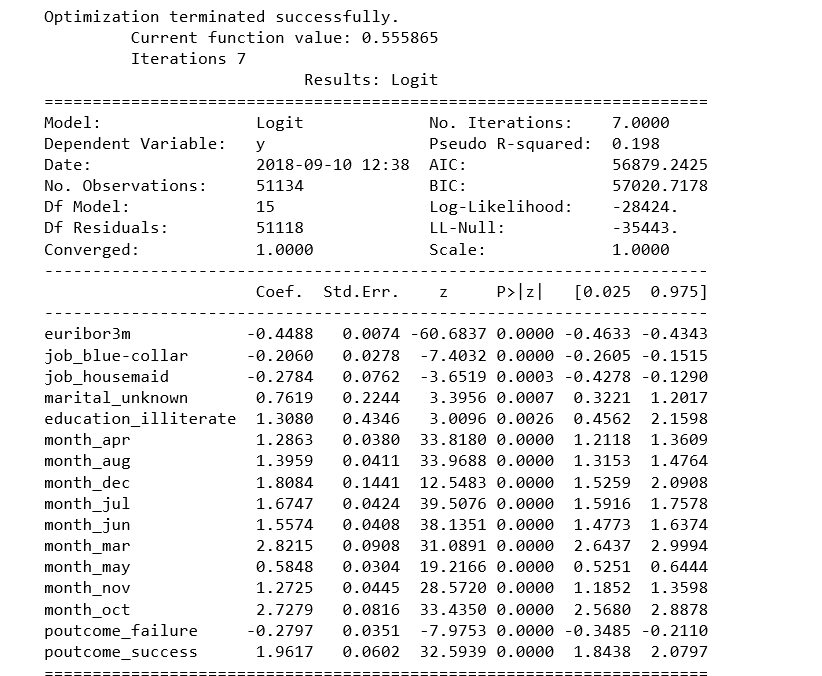 Optimization terminated successfully.
         Current function value: 0.555865
         Iterations 7
                           Results: Logit
======================================================================
Model:                Logit             No. Iterations:    7.0000
Dependent Variable:   y                 Pseudo R-squared:  0.198
Date:                 2018-09-10 12:38  AIC:               56879.2425
No. Observations:     51134             BIC:               57020.7178
Df Model:             15                Log-Likelihood:    -28424.
Df Residuals:         51118             LL-Null:           -35443.
Converged:            1.0000            Scale:             1.0000
----------------------------------------------------------------------
                      Coef.  Std.Err.    z     P>|z|   [0.025  0.975]
----------------------------------------------------------------------
euribor3m            -0.4488   0.0074 -60.6837 0.0000 -0.4633 -0.4343
job_blue-collar      -0.2060   0.0278  -7.4032 0.0000 -0.2605 -0.1515
job_housemaid        -0.2784   0.0762  -3.6519 0.0003 -0.4278 -0.1290
marital_unknown       0.7619   0.2244   3.3956 0.0007  0.3221  1.2017
education_illiterate  1.3080   0.4346   3.0096 0.0026  0.4562  2.1598
month_apr             1.2863   0.0380  33.8180 0.0000  1.2118  1.3609
month_aug             1.3959   0.0411  33.9688 0.0000  1.3153  1.4764
month_dec             1.8084   0.1441  12.5483 0.0000  1.5259  2.0908
month_jul             1.6747   0.0424  39.5076 0.0000  1.5916  1.7578
month_jun             1.5574   0.0408  38.1351 0.0000  1.4773  1.6374
month_mar             2.8215   0.0908  31.0891 0.0000  2.6437  2.9994
month_may             0.5848   0.0304  19.2166 0.0000  0.5251  0.6444
month_nov             1.2725   0.0445  28.5720 0.0000  1.1852  1.3598
month_oct             2.7279   0.0816  33.4350 0.0000  2.5680  2.8878
poutcome_failure     -0.2797   0.0351  -7.9753 0.0000 -0.3485 -0.2110
poutcome_success      1.9617   0.0602  32.5939 0.0000  1.8438  2.0797
======================================================================